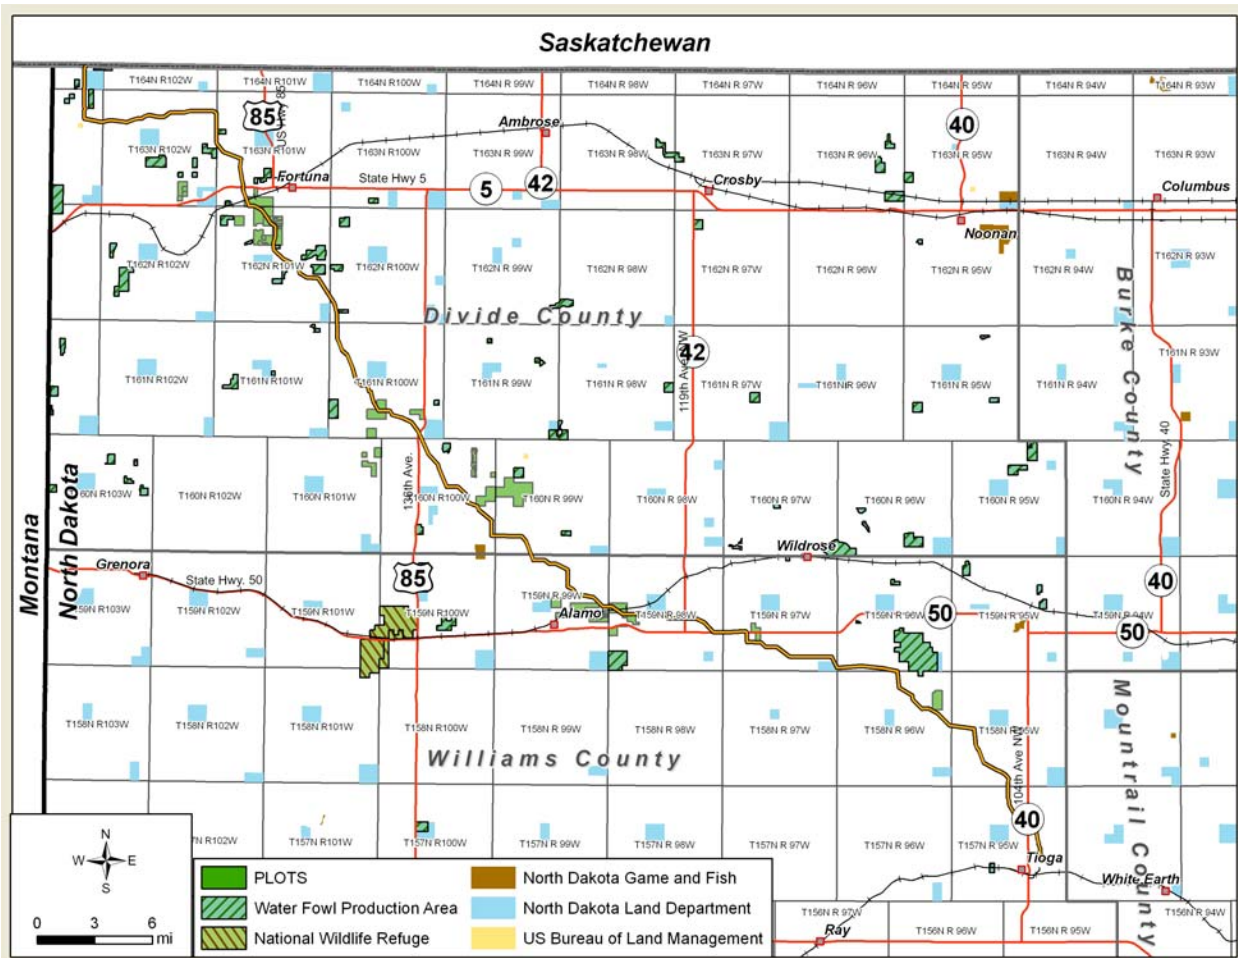 Saskatchewan
T164N R102W
T164N R101W
T164N R100W
T164N R 99W
T164N R 98W
T164N R 97W
T164N R 96W
T164N R 95W
T164N R 94W
T164N R 93W
85
US Hwy 85
Ambrose
40
T163N R102W
T163N R101W
T163N R100W
T163N R 99W
T163N R 98W
T163N R 97W
T163N R 96W
T163N R 95W
T163N R 94W
T163N R 93W
Fortuna
State Hwy 5
5
42
Crosby
Columbus
Noonan
T162N R102W
T162N R101W
T162N R100W
T162N R 99W
T162N R 98W
T162N R 97W
T162N R 96W
T162N R 95W
T162N R 94W
T162N R 93W
Divide County
Burke County
42
119th Ave NW
T161N R 93W
T161N R102W
T161N R101W
T161N R100W
T161N R 99W
T161N R 98W
T161N R 97W
T161N R 96W
T161N R 95W
T161N R 94W
136th Ave.
State Hwy. 40
T160N R102W
T160N R101W
160N R100W
T160N R 99W
T160N R 98W
T160N R 97W
T160N R 96W
T160N R 95W
T160N R 94W
60N R103W
Montana
North Dakota
Wildrose
Grenora
State Hwy. 50
85
40
T159N R 99W
59N R103W
T159N R102W
T159N R101W
T159N R100W
Alamo
T159N R 98W
T159N R 97W
T159N R 96W
50
T159N R 95W
T159N R 94W
50
T158N R103W
T158N R102W
T158N R101W
T158N R100W
T158N R 99W
T158N R 98W
T158N R 97W
T158N R 96W
T158N R 95W
Williams County
Mountrail County
104th Ave NW
40
N
W E
S
0 3 6
mi
7N R102W
T157N R101W
T157N R100W
T157N R 99W
T157N R 98W
T157N R 97W
T157N R 96W
T157N R 95W
Tioga
White Earth
PLOTS
Water Fowl Production Area
National Wildlife Refuge
North Dakota Game and Fish
North Dakota Land Department
US Bureau of Land Management
T156N R 97W
Ray
T156N R 96W
T156N R 95W
T156N R 94W